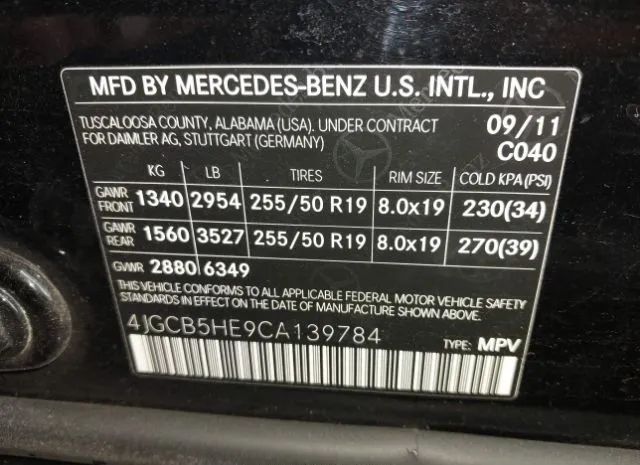 MFD BY MERCEDES-BENZ U.S. INTL., INC
TUSCALOOSA COUNTY, ALABAMA (USA). UNDER CONTRACT 09/11
FOR DAIMLER AG, STUTTGART (GERMANY) C040
KG LB TIRES RIM SIZE COLD KPA(PSI)
GAWR FRONT 1340 2954 255/50 R19 8.0x19 230(34)
GAWR REAR 1560 3527 255/50 R19 8.0x19 270(39)
GVWR 2880 6349
THIS VEHICLE CONFORMS TO ALL APPLICABLE FEDERAL MOTOR VEHICLE SAFETY
STANDARDS IN EFFECT ON THE DATE OF MANUFACTURE SHOWN ABOVE.
4JGCB5HE9CA139784 TYPE: MPV